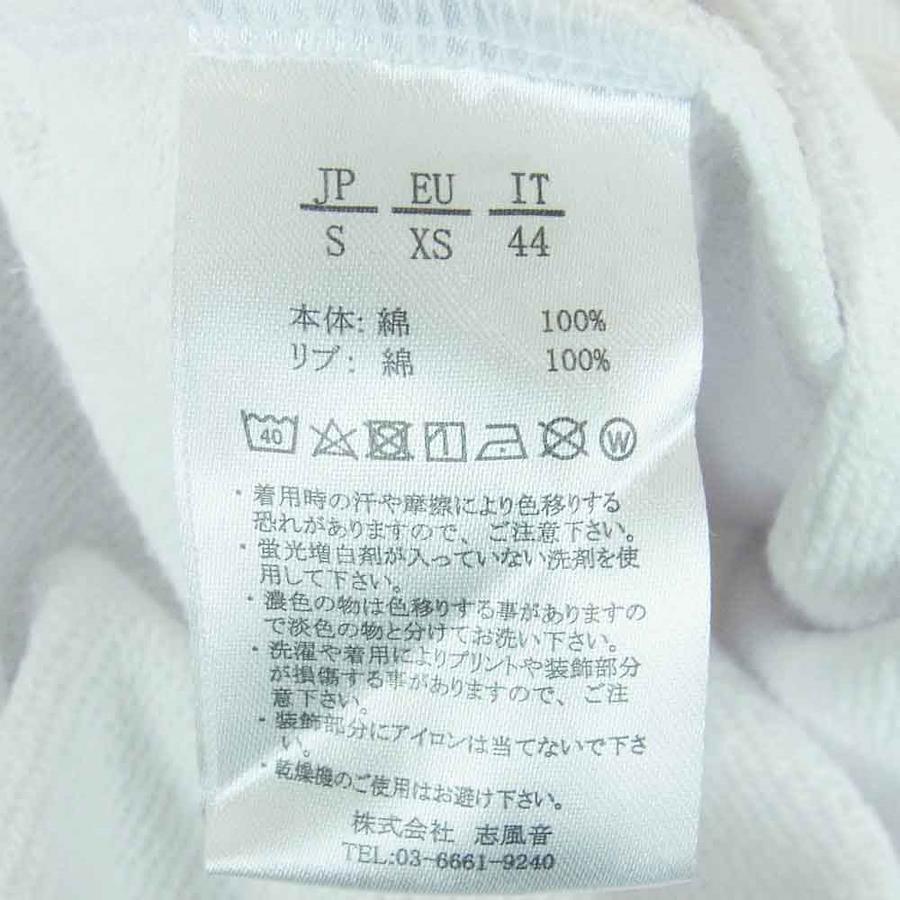 JP EU IT
S XS 44
本体: 綿 100%
リブ: 綿 100%
40 W
・着用時の汗や摩擦により色移りする
恐れがありますので、ご注意下さい。
・蛍光増白剤が入っていない洗剤を使
用して下さい。
・濃色の物は色移りする事があります
ので淡色の物と分けてお洗い下さい。
・洗濯や着用によりプリントや装飾部分
が損傷する事がありますので、ご注
意下さい。
・装飾部分にアイロンは当てないで下さ
い。
・乾燥機のご使用はお避け下さい。
株式会社 志風音
TEL:03-6661-9240